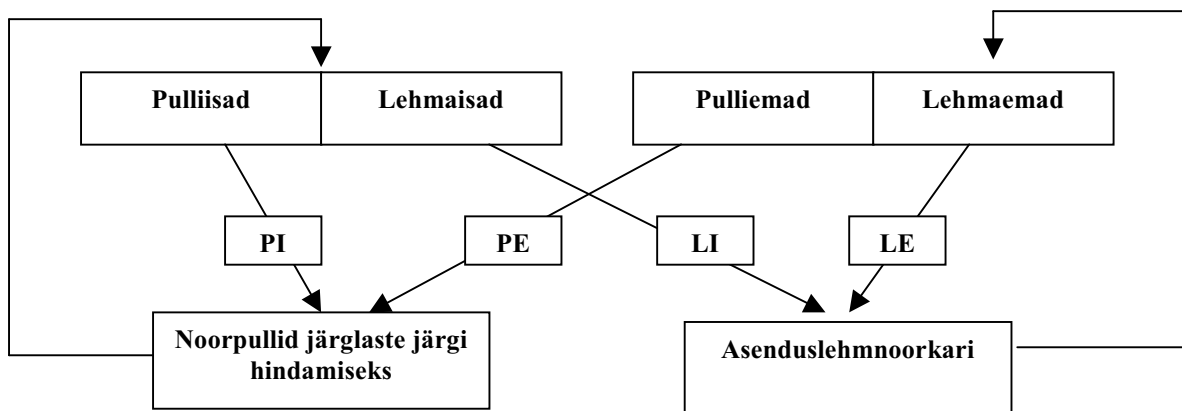 Pulliisad
Lehmaisad
Pulliemad
Lehmaemad
PI
PE
LI
LE
Noorpullid järglaste järgi
hindamiseks
Asenduslehmnoorkari